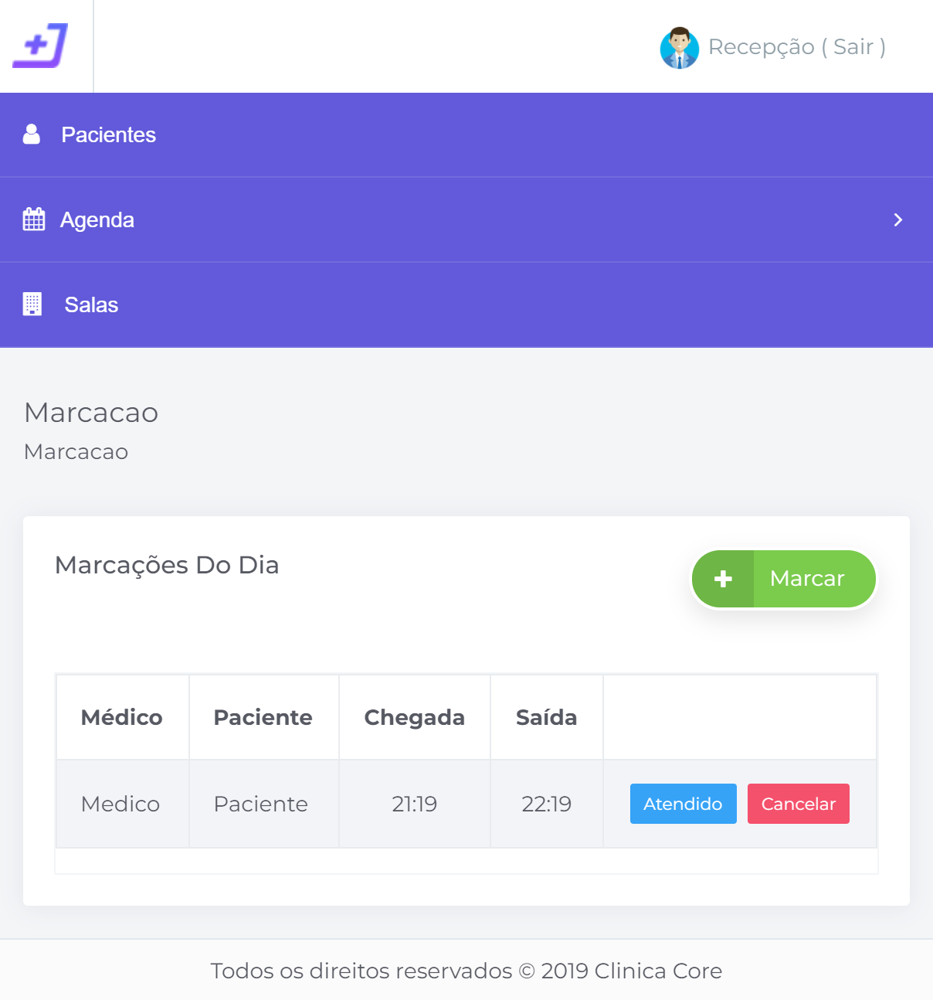 Recepção ( Sair )
Pacientes
Agenda
Salas
Marcacao
Marcacao
Marcações Do Dia
Marcar
Médico Paciente Chegada Saída
Medico Paciente 21:19 22:19 Atendido Cancelar
Todos os direitos reservados © 2019 Clinica Core